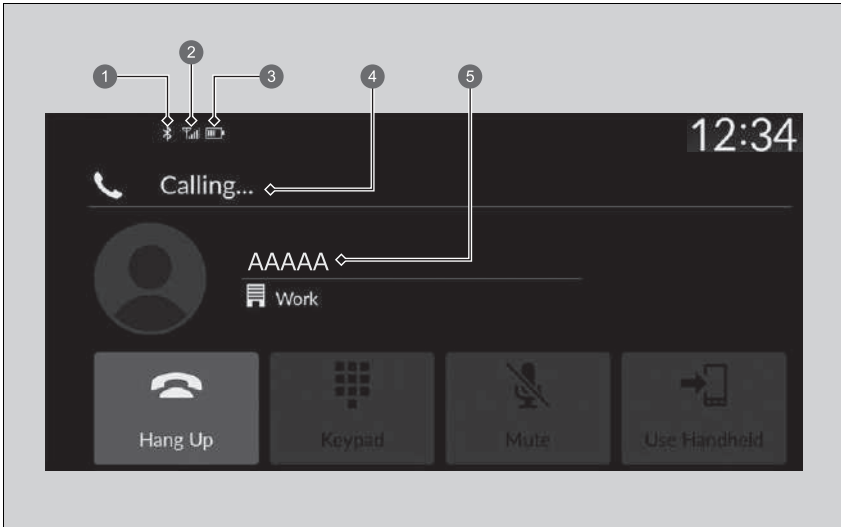 2
1 3 4 5
12:34
Calling...
AAAAA
Work
Hang Up Keypad Mute Use Handheld